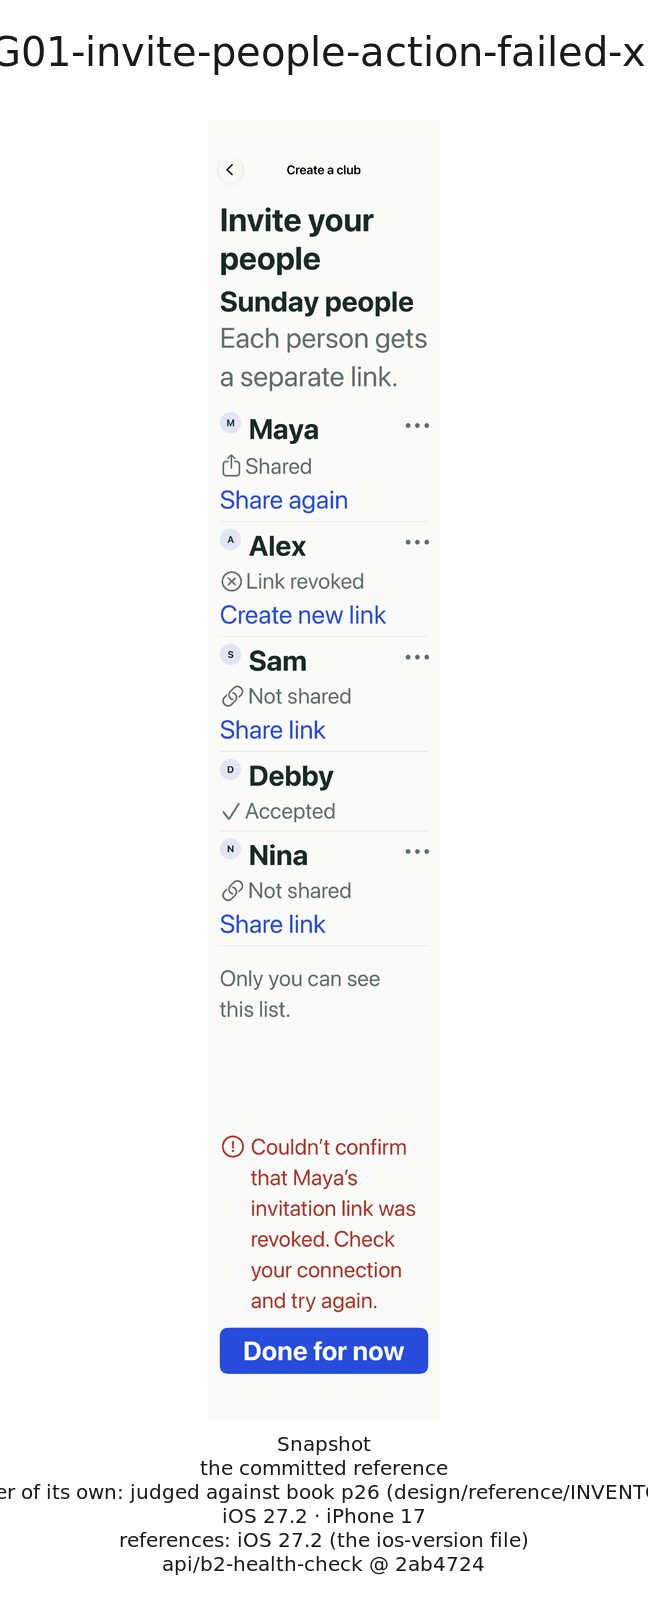 G01-invite-people-action-failed-x
Create a club
Invite your
people
Sunday people
Each person gets
a separate link.
M Maya
Shared
Share again
A Alex
Link revoked
Create new link
S Sam
Not shared
Share link
D Debby
Accepted
N Nina
Not shared
Share link
Only you can see
this list.
Couldn’t confirm
that Maya’s
invitation link was
revoked. Check
your connection
and try again.
Done for now
Snapshot
the committed reference
er of its own: judged against book p26 (design/reference/INVENTO
iOS 27.2 · iPhone 17
references: iOS 27.2 (the ios-version file)
api/b2-health-check @ 2ab4724